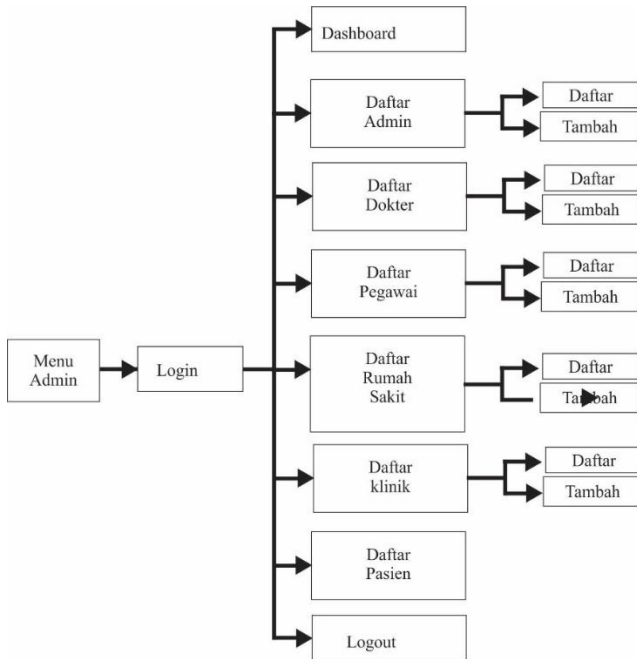 Dashboard
Daftar
Admin
Daftar
Tambah
Daftar
Dokter
Daftar
Tambah
Daftar
Pegawai
Daftar
Tambah
Menu
Admin
Login
Daftar
Rumah
Sakit
Daftar
Tambah
Daftar
klinik
Daftar
Tambah
Daftar
Pasien
Logout